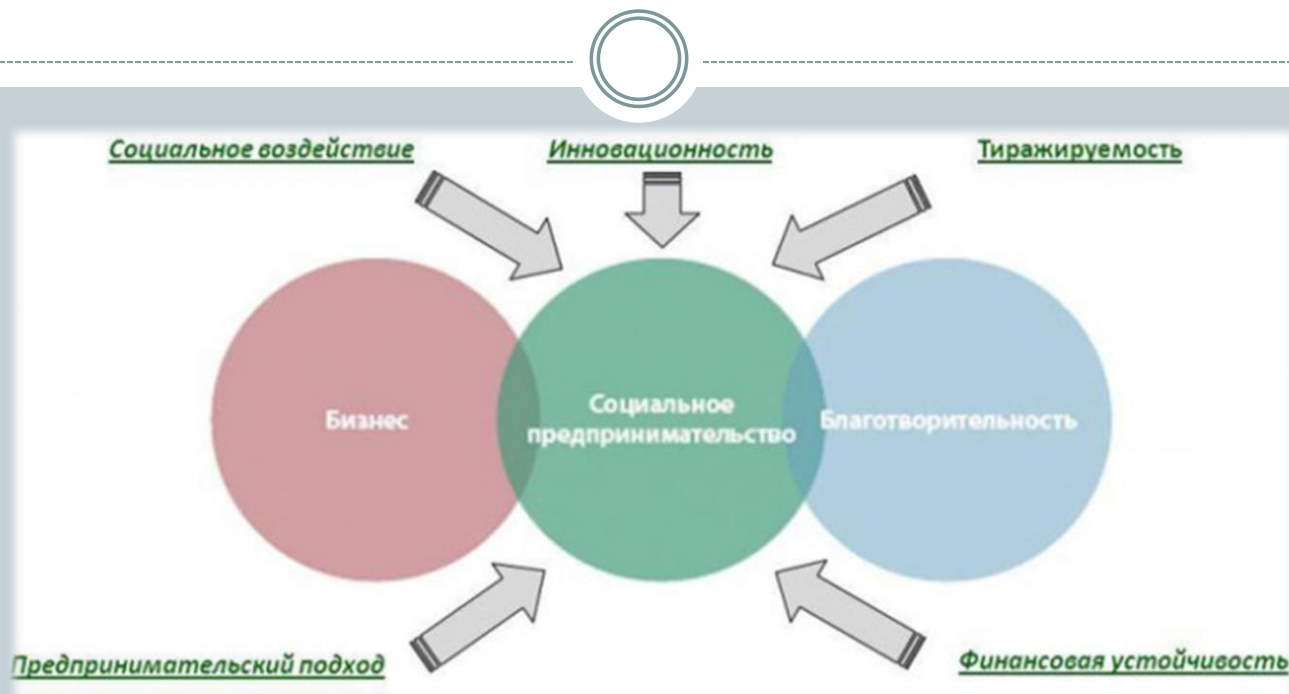 Социальное воздействие
Инновационность
Тиражируемость
Бизнес
Социальное
предпринимательство
Благотворительность
Предпринимательский подход
Финансовая устойчивость